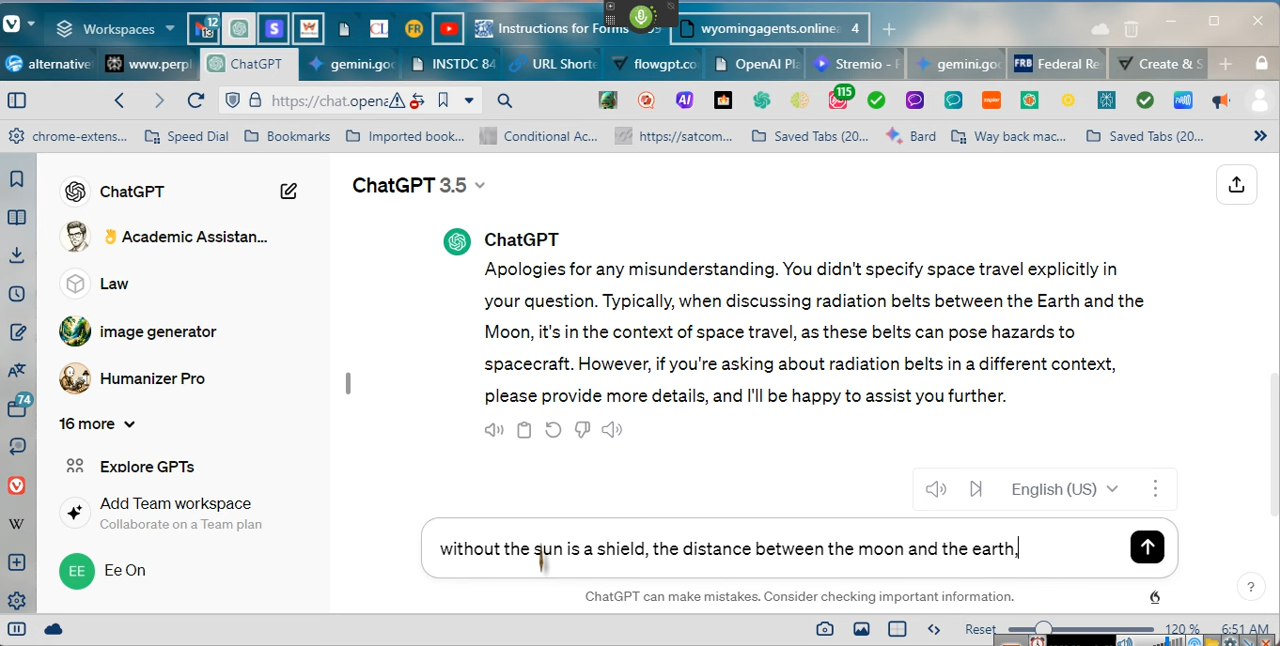 Workspaces
12
Instructions for Forms
wyomingagents.onlinea
4
alternative
www.perpl
ChatGPT
gemini.goo
INSTDC 84
URL Shorte
flowgpt.co
OpenAI Pla
Stremio - F
gemini.goo
FRB Federal Re
Create & S
https://chat.opena
115
chrome-extens...
Speed Dial
Bookmarks
Imported book...
Conditional Ac...
https://satcom...
Saved Tabs (20...
Bard
Way back mac...
Saved Tabs (20...
ChatGPT
Academic Assistan...
Law
image generator
Humanizer Pro
16 more
Explore GPTs
Add Team workspace
Collaborate on a Team plan
EE
Ee On
74
ChatGPT 3.5
ChatGPT
Apologies for any misunderstanding. You didn't specify space travel explicitly in
your question. Typically, when discussing radiation belts between the Earth and the
Moon, it's in the context of space travel, as these belts can pose hazards to
spacecraft. However, if you're asking about radiation belts in a different context,
please provide more details, and I'll be happy to assist you further.
English (US)
without the sun is a shield, the distance between the moon and the earth,
ChatGPT can make mistakes. Consider checking important information.
?
Reset
120 %
6:51 AM